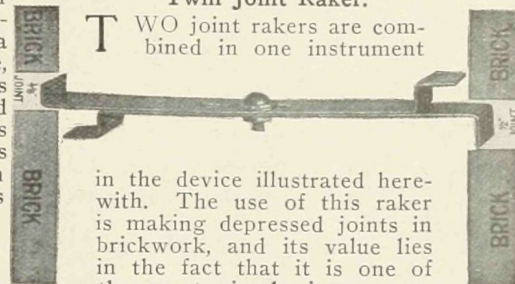 Twin Joint Raker.
TWO joint rakers are com-
bined in one instrument
BRICK
JOINT
BRICK
BRICK
1/2"
JOINT
BRICK
in the device illustrated here-
with. The use of this raker
is making depressed joints in
brickwork, and its value lies
in the fact that it is one of